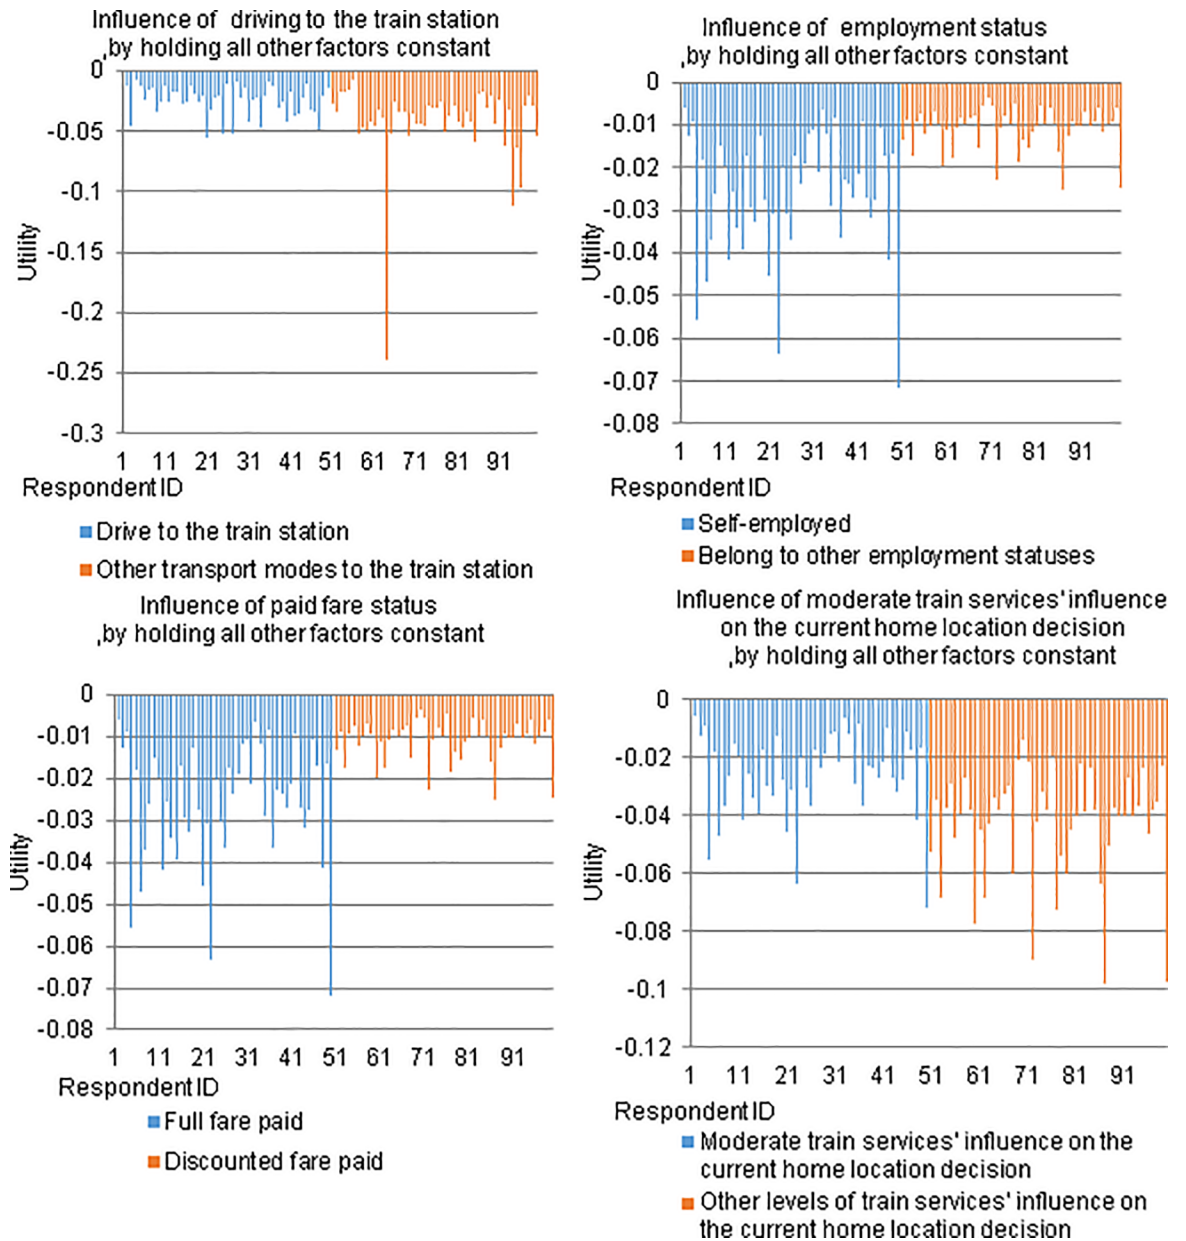 Influence of driving to the train station
,by holding all other factors constant
0
-0.05
-0.1
-0.15
-0.2
-0.25
-0.3
Utility
1 11 21 31 41 51 61 71 81 91
Respondent ID
Drive to the train station
Other transport modes to the train station
Influence of employment status
,by holding all other factors constant
0
-0.01
-0.02
-0.03
-0.04
-0.05
-0.06
-0.07
-0.08
Utility
1 11 21 31 41 51 61 71 81 91
Respondent ID
Self-employed
Belong to other employment statuses
Influence of paid fare status
,by holding all other factors constant
0
-0.01
-0.02
-0.03
-0.04
-0.05
-0.06
-0.07
-0.08
Utility
1 11 21 31 41 51 61 71 81 91
Respondent ID
Full fare paid
Discounted fare paid
Influence of moderate train services' influence
on the current home location decision
,by holding all other factors constant
0
-0.02
-0.04
-0.06
-0.08
-0.1
-0.12
Utility
1 11 21 31 41 51 61 71 81 91
Respondent ID
Moderate train services' influence on the
current home location decision
Other levels of train services' influence on
the current home location decision